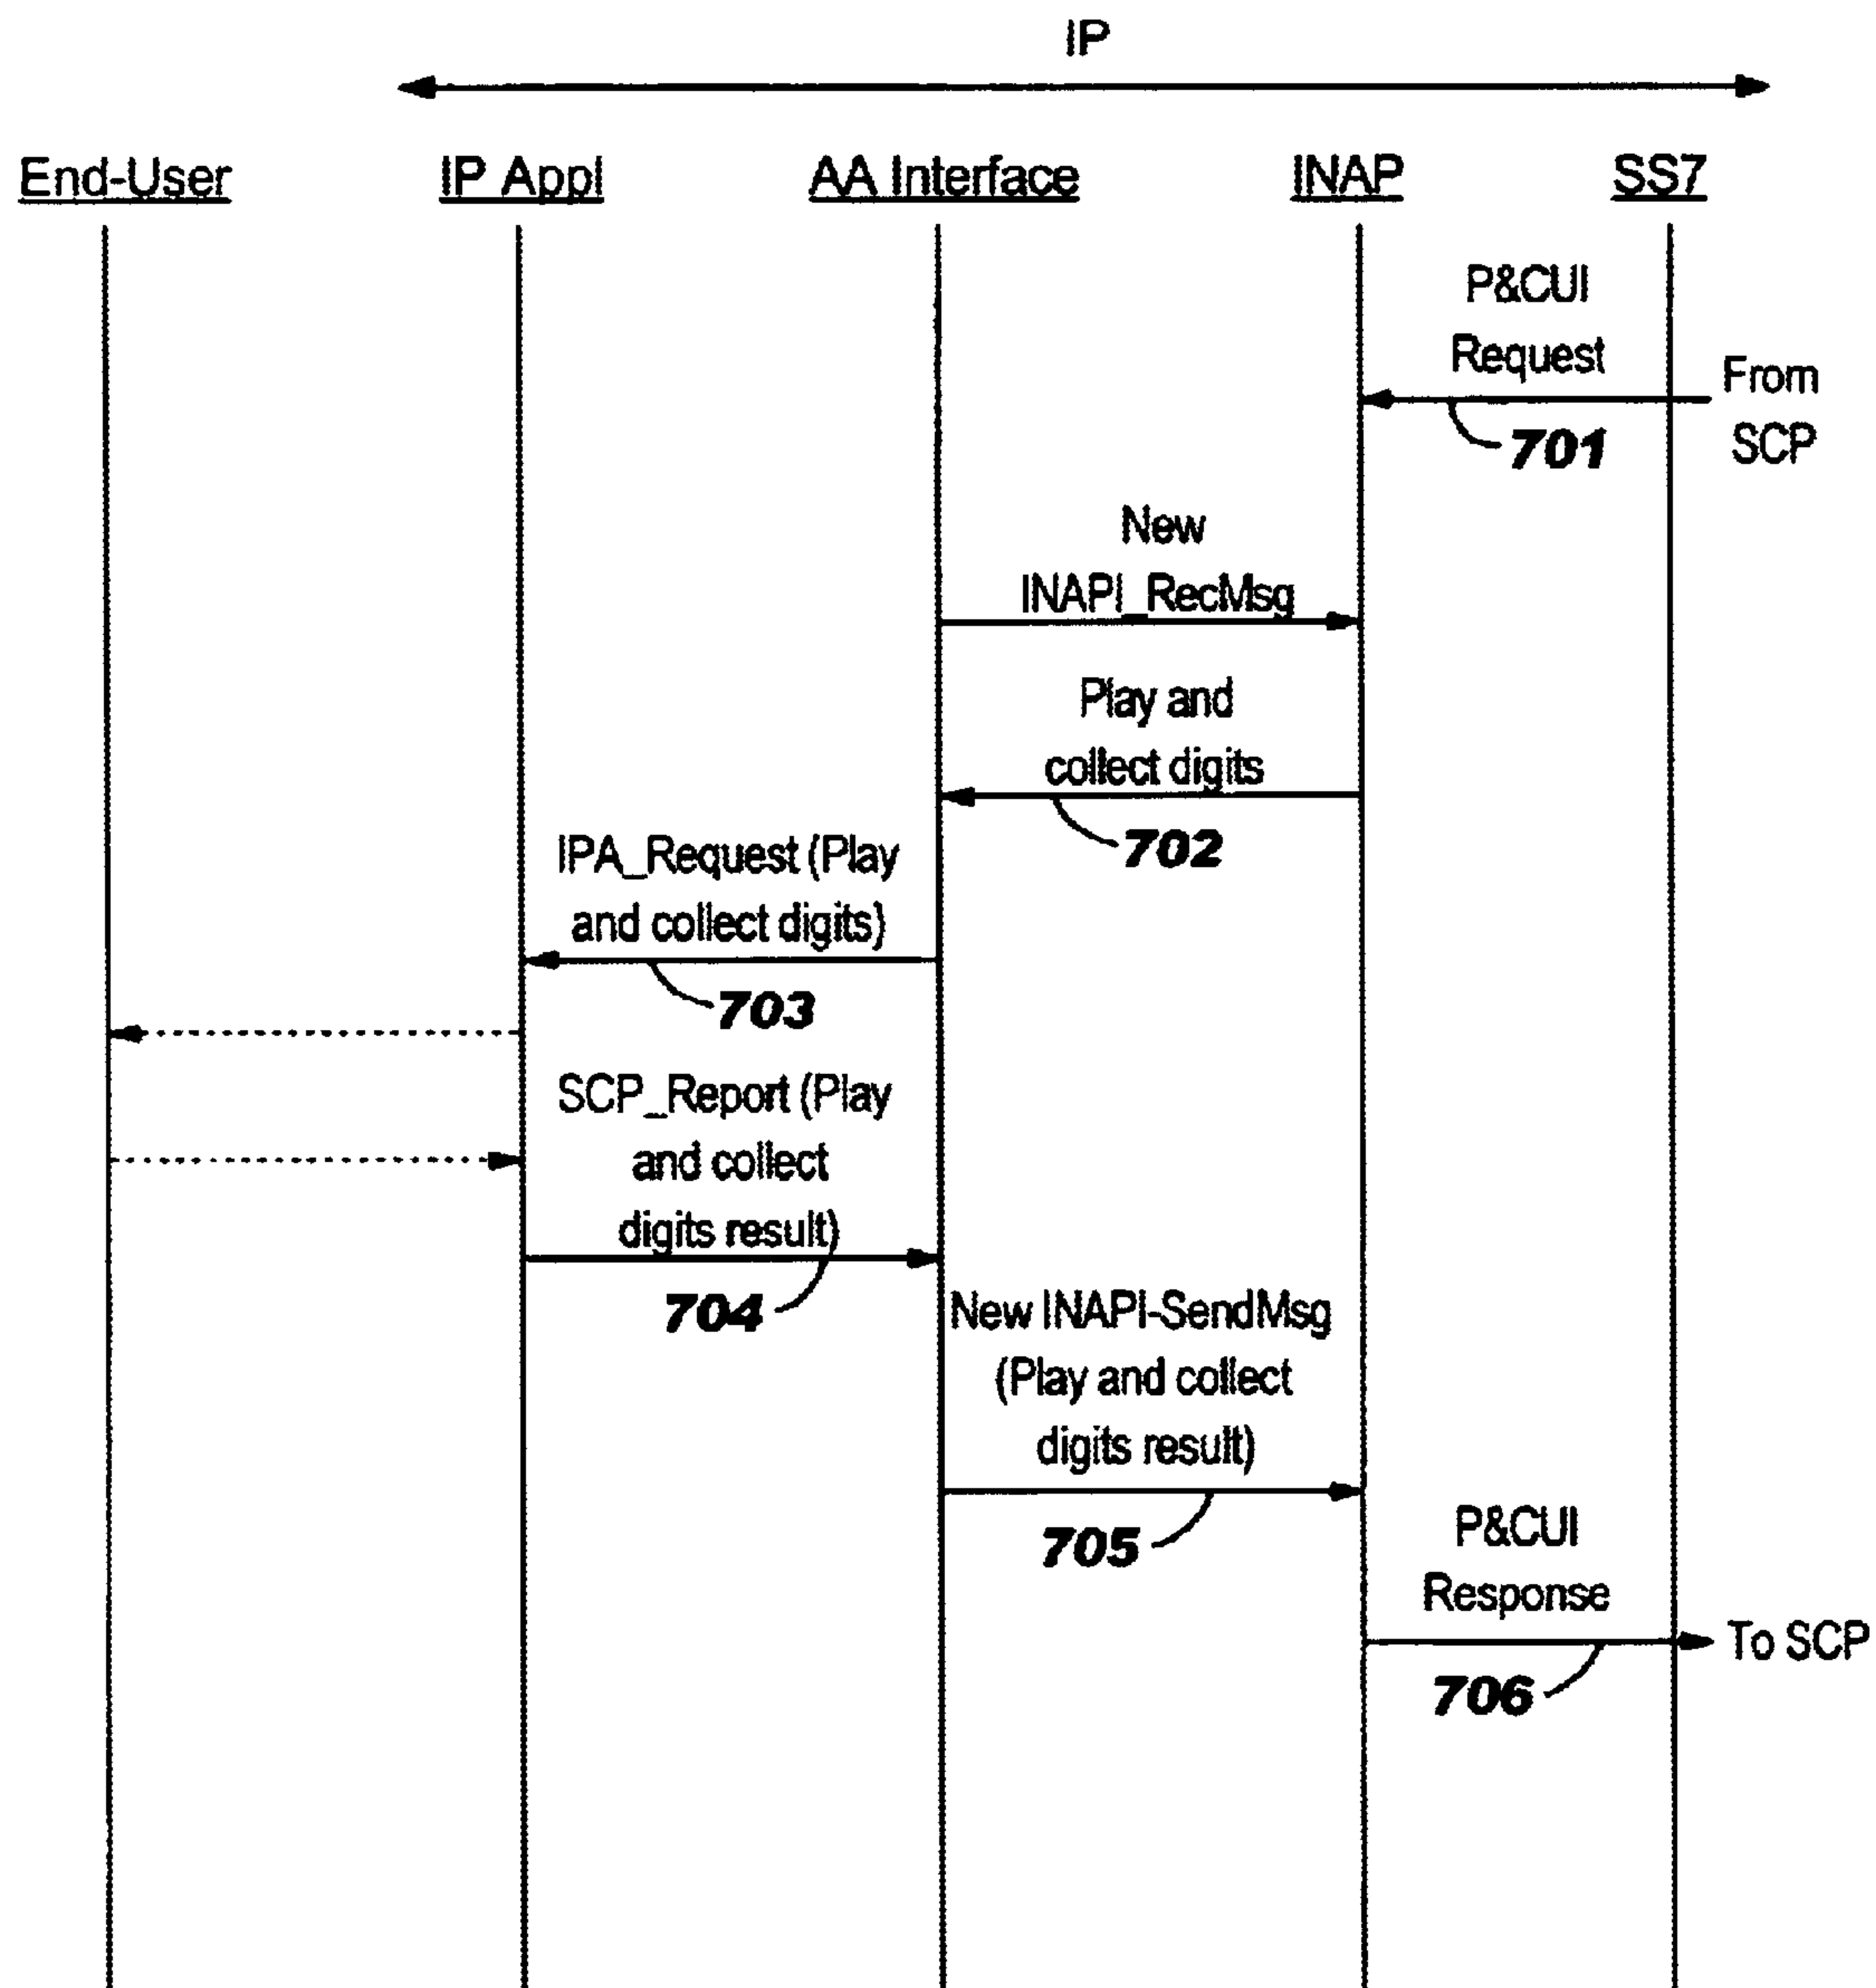 IP
End-User IP Appl AA Interface INAP SS7
P&CUI
Request
From
SCP
701
New
INAPI_RecMsg
Play and
collect digits
702
IPA_Request (Play
and collect digits)
703
SCP_Report (Play
and collect
digits result)
704
New INAPI-SendMsg
(Play and collect
digits result)
705
P&CUI
Response
To SCP
706